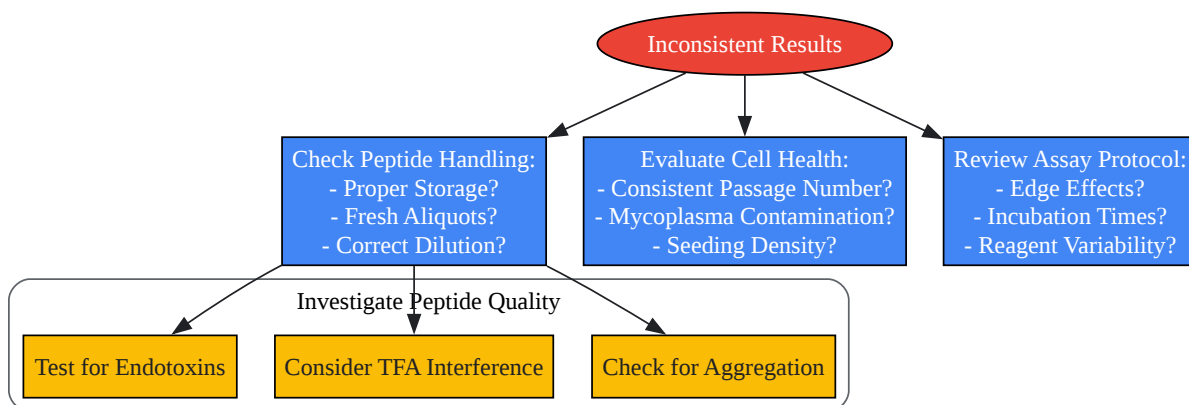 Inconsistent Results
Check Peptide Handling:
- Proper Storage?
- Fresh Aliquots?
- Correct Dilution?
Evaluate Cell Health:
- Consistent Passage Number?
- Mycoplasma Contamination?
- Seeding Density?
Review Assay Protocol:
- Edge Effects?
- Incubation Times?
- Reagent Variability?
Investigate Peptide Quality
Test for Endotoxins
Consider TFA Interference
Check for Aggregation